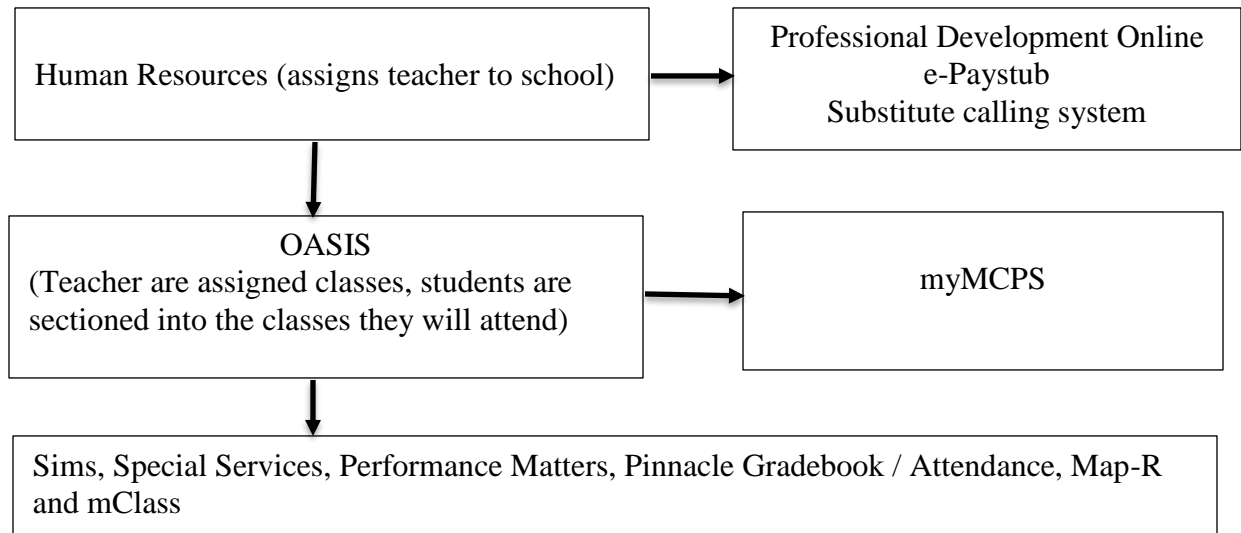 Human Resources (assigns teacher to school)
Professional Development Online
e-Paystub
Substitute calling system
OASIS
(Teacher are assigned classes, students are
sectioned into the classes they will attend)
myMCPS
Sims, Special Services, Performance Matters, Pinnacle Gradebook / Attendance, Map-R
and mClass